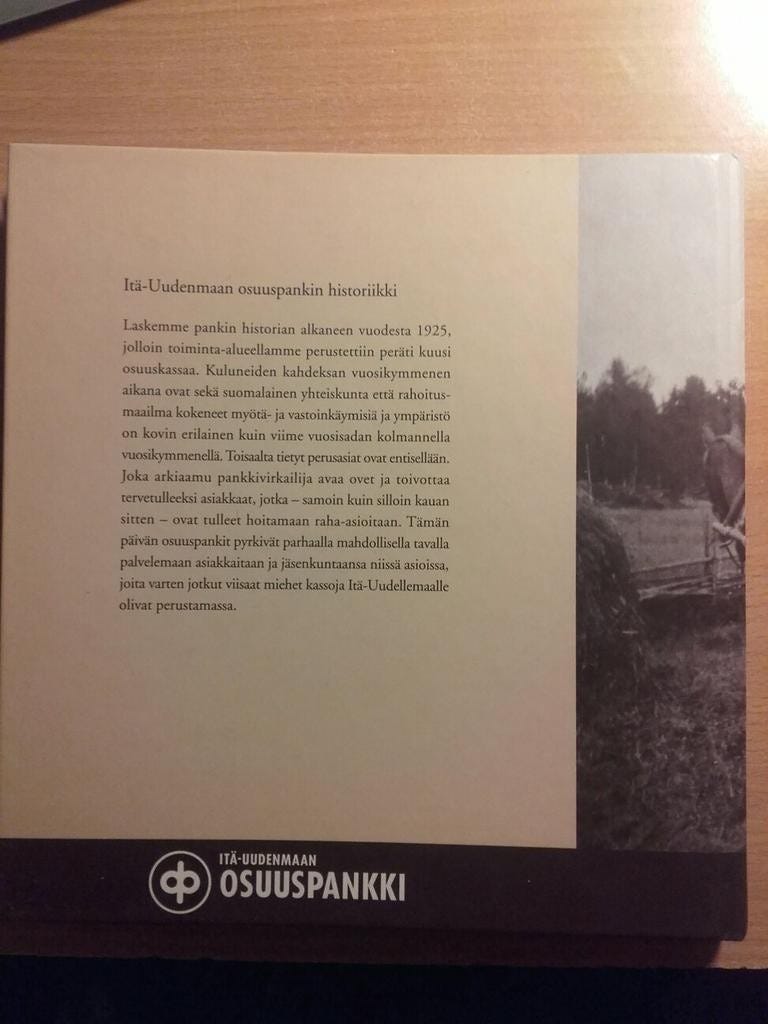 Itä-Uudenmaan osuuspankin historiikki
Laskemme pankin historian alkaneen vuodesta 1925,
jolloin toiminta-alueellamme perustettiin peräti kuusi
osuuskassaa. Kuluneiden kahdeksan vuosikymmenen
aikana ovat sekä suomalainen yhteiskunta että rahoitus-
maailma kokeneet myötä- ja vastoinkäymisiä ja ympäristö
on kovin erilainen kuin viime vuosisadan kolmannella
vuosikymmenellä. Toisaalta tietyt perusasiat ovat entisellään.
Joka arkiaamu pankkivirkailija avaa ovet ja toivottaa
tervetulleeksi asiakkaat, jotka – samoin kuin silloin kauan
sitten – ovat tulleet hoitamaan raha-asioitaan. Tämän
päivän osuuspankit pyrkivät parhaalla mahdollisella tavalla
palvelemaan asiakkaitaan ja jäsenkuntaansa niissä asioissa,
joita varten jotkut viisaat miehet kassoja Itä-Uudellemaalle
olivat perustamassa.
ITÄ-UUDENMAAN
OSUUSPANKKI